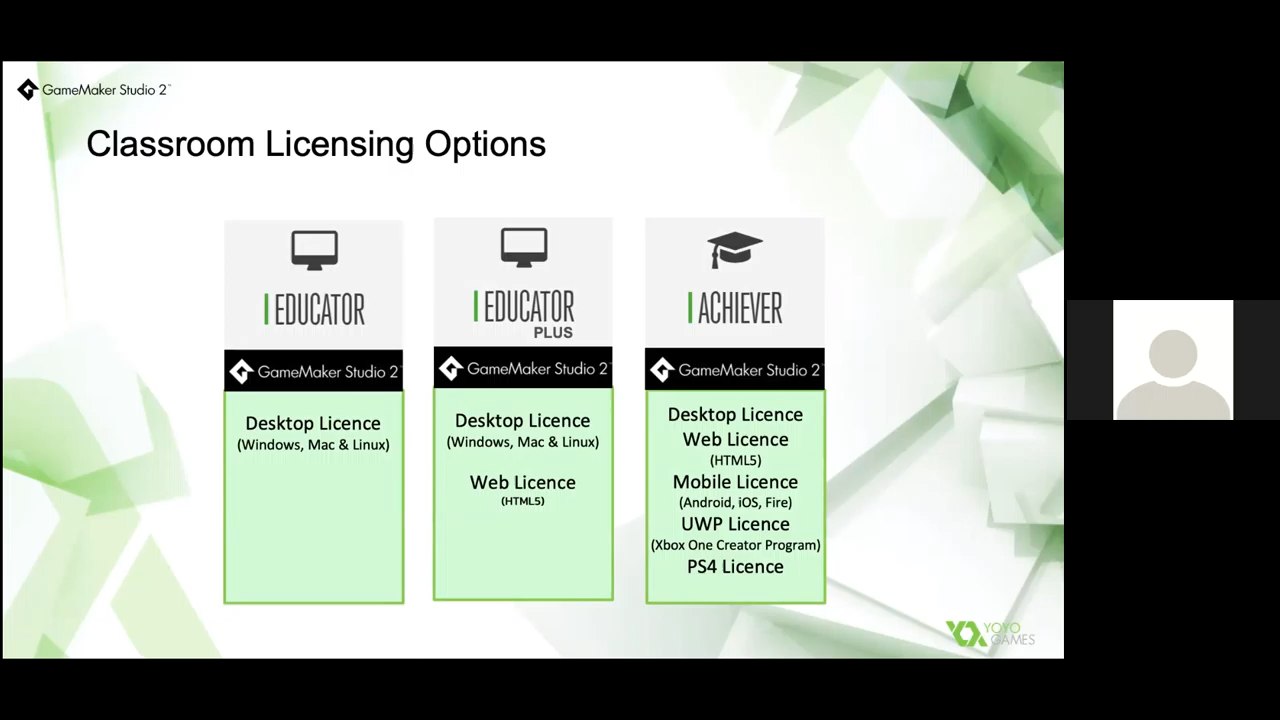 GameMaker Studio 2™
Classroom Licensing Options
EDUCATOR
GameMaker Studio 2
Desktop Licence
(Windows, Mac & Linux)
EDUCATOR
PLUS
GameMaker Studio 2
Desktop Licence
(Windows, Mac & Linux)
Web Licence
(HTML5)
ACHIEVER
GameMaker Studio 2
Desktop Licence
Web Licence
(HTML5)
Mobile Licence
(Android, iOS, Fire)
UWP Licence
(Xbox One Creator Program)
PS4 Licence
YOYO
GAMES